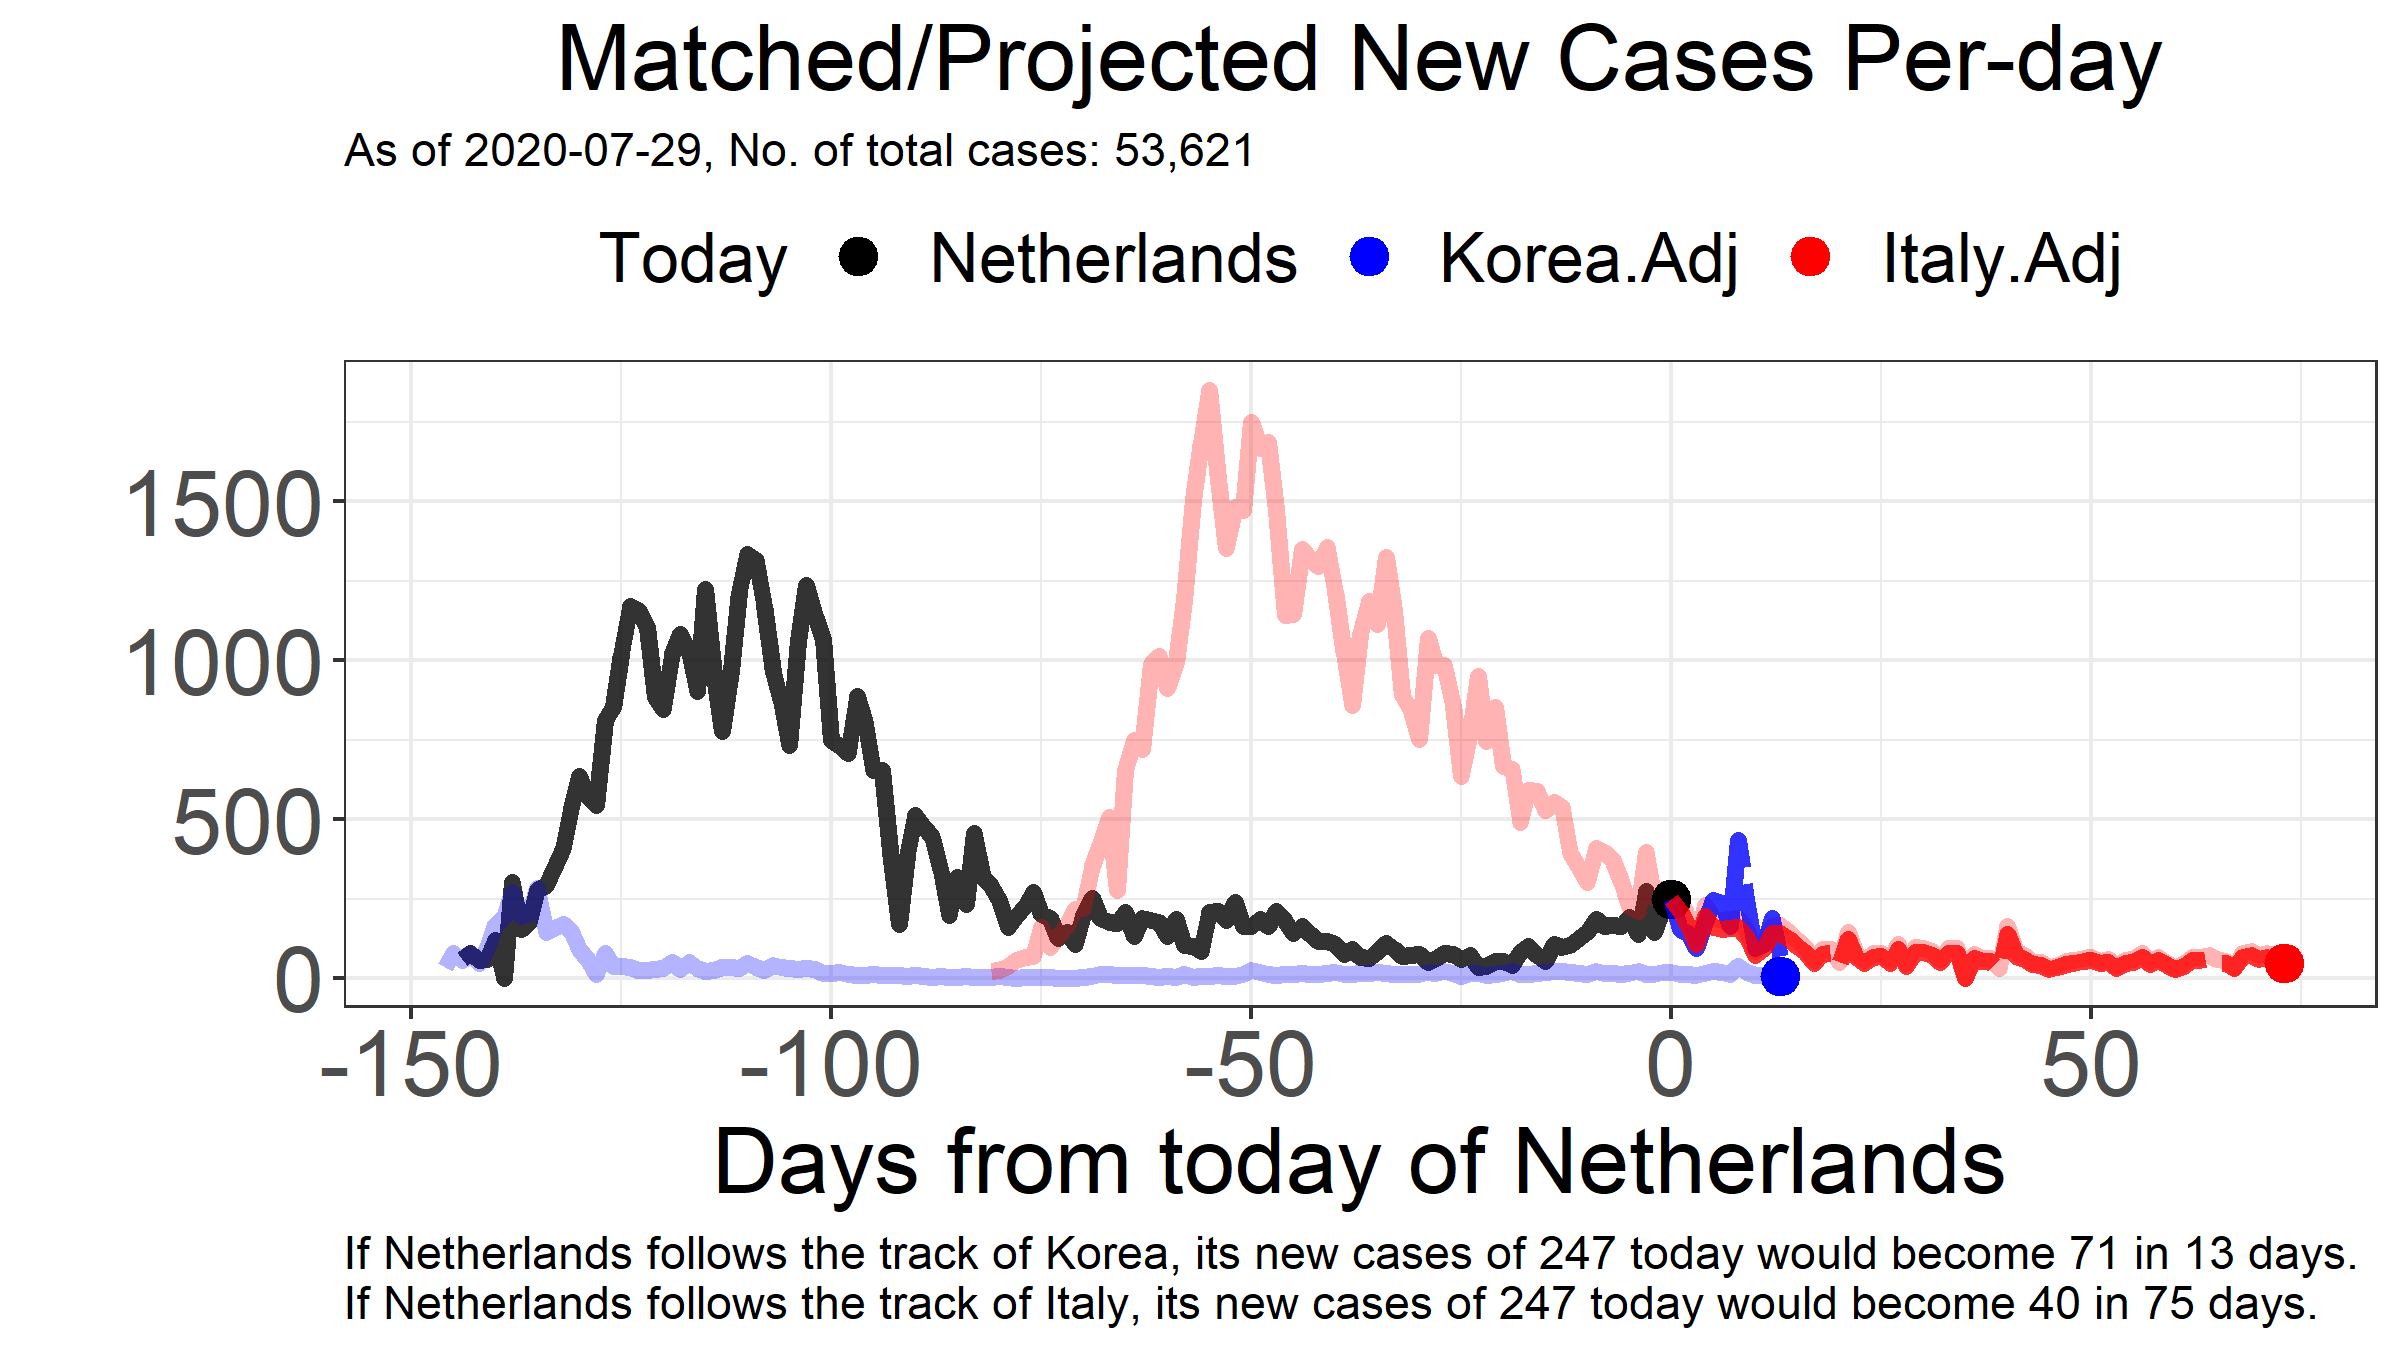 Matched/Projected New Cases Per-day
As of 2020-07-29, No. of total cases: 53,621
Today Netherlands Korea.Adj Italy.Adj
1500
1000
500
0
-150 -100 -50 0 50
Days from today of Netherlands
If Netherlands follows the track of Korea, its new cases of 247 today would become 71 in 13 days.
If Netherlands follows the track of Italy, its new cases of 247 today would become 40 in 75 days.